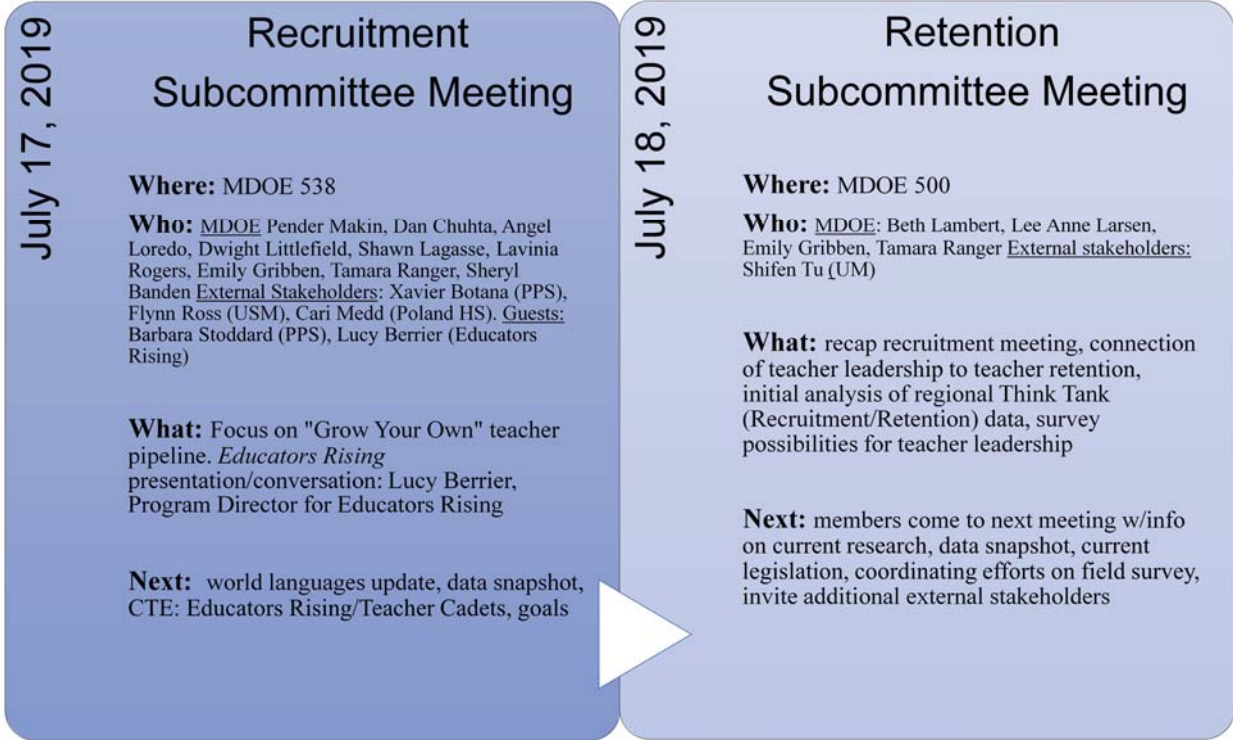 July 17, 2019
Recruitment
Subcommittee Meeting
Where: MDOE 538
Who: MDOE Pender Makin, Dan Chuhta, Angel
Loredo, Dwight Littlefield, Shawn Lagasse, Lavinia
Rogers, Emily Gribben, Tamara Ranger, Sheryl
Banden External Stakeholders: Xavier Botana (PPS),
Flynn Ross (USM), Cari Medd (Poland HS). Guests:
Barbara Stoddard (PPS), Lucy Berrier (Educators
Rising)
What: Focus on "Grow Your Own" teacher
pipeline. Educators Rising
presentation/conversation: Lucy Berrier,
Program Director for Educators Rising
Next: world languages update, data snapshot,
CTE: Educators Rising/Teacher Cadets, goals
July 18, 2019
Retention
Subcommittee Meeting
Where: MDOE 500
Who: MDOE: Beth Lambert, Lee Anne Larsen,
Emily Gribben, Tamara Ranger External stakeholders:
Shifen Tu (UM)
What: recap recruitment meeting, connection
of teacher leadership to teacher retention,
initial analysis of regional Think Tank
(Recruitment/Retention) data, survey
possibilities for teacher leadership
Next: members come to next meeting w/info
on current research, data snapshot, current
legislation, coordinating efforts on field survey,
invite additional external stakeholders